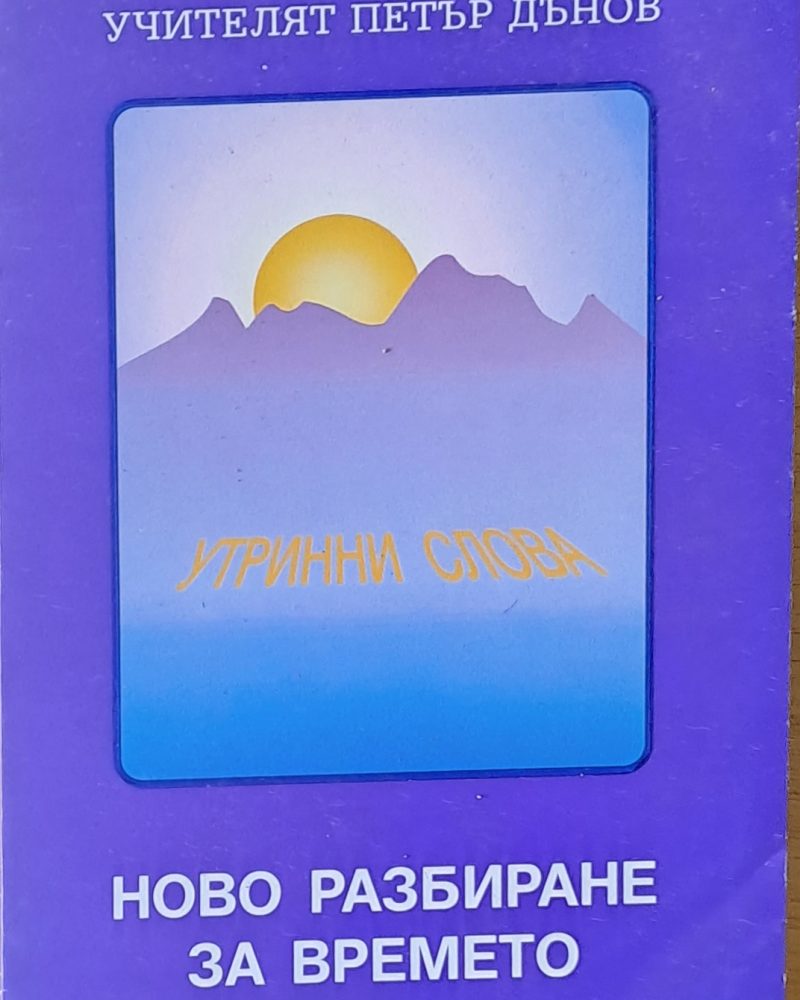 УЧИТЕЛЯТ ПЕТЪР ДЪНОВ
УТРИННИ СЛОВА
НОВО РАЗБИРАНЕ
ЗА ВРЕМЕТО